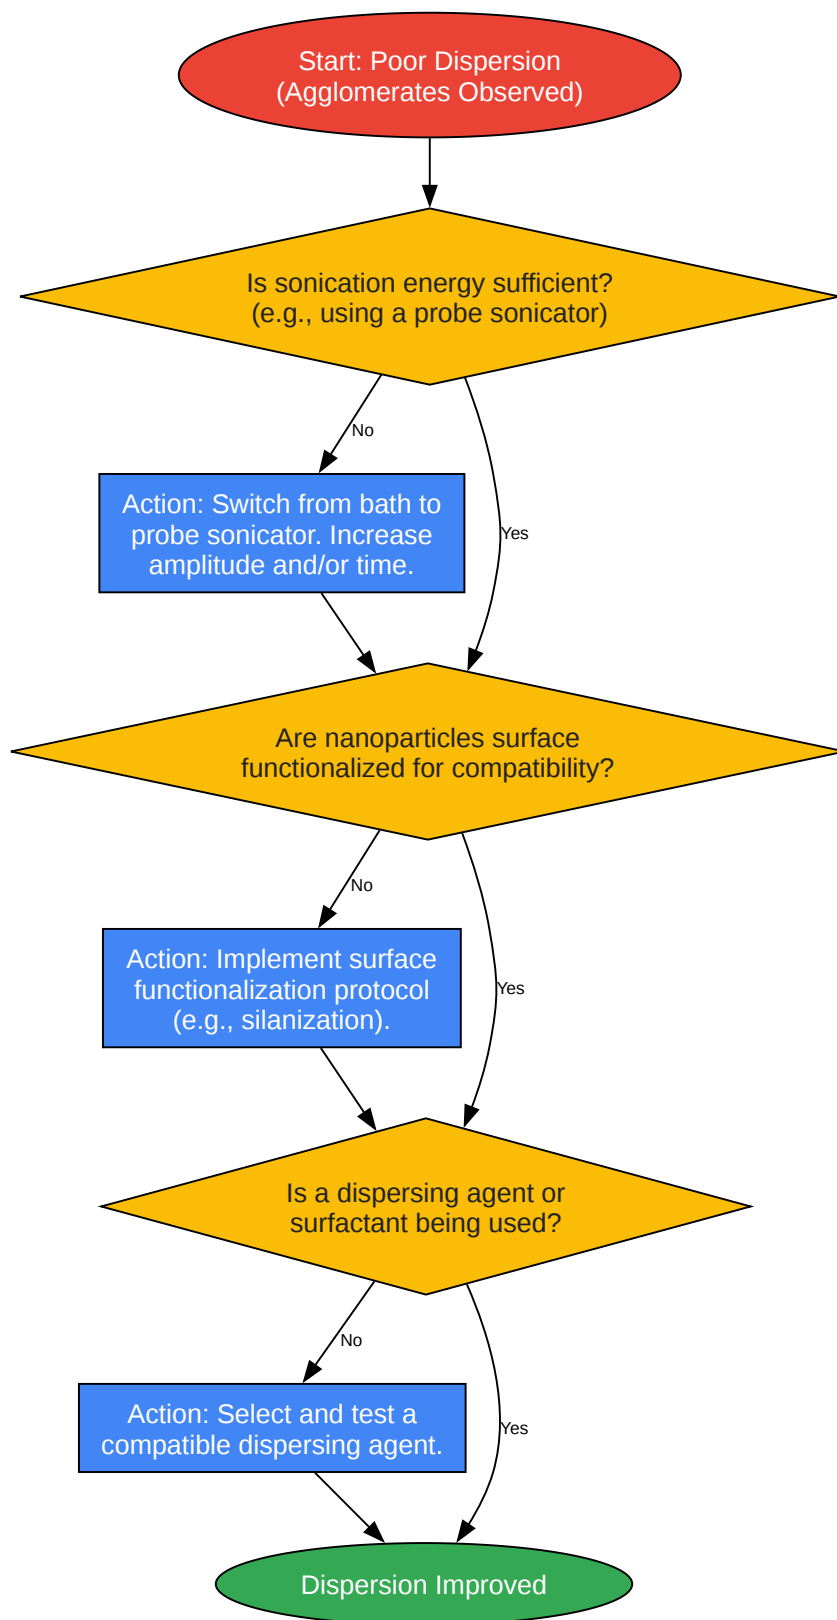 Start: Poor Dispersion
(Agglomerates Observed)
Is sonication energy sufficient?
(e.g., using a probe sonicator)
No
Action: Switch from bath to
probe sonicator. Increase
amplitude and/or time.
Yes
Are nanoparticles surface
functionalized for compatibility?
No
Action: Implement surface
functionalization protocol
(e.g., silanization).
Yes
Is a dispersing agent or
surfactant being used?
No
Action: Select and test a
compatible dispersing agent.
Yes
Dispersion Improved